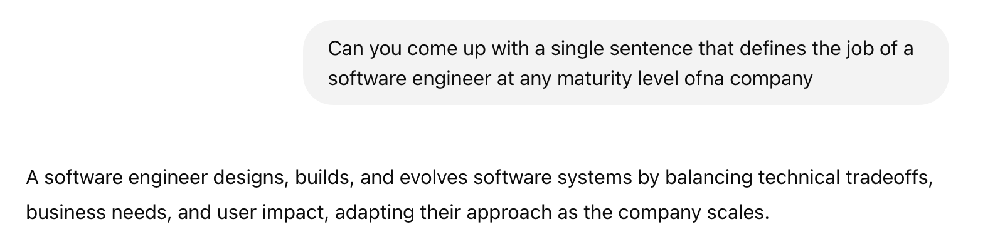 Can you come up with a single sentence that defines the job of a
software engineer at any maturity level ofna company
A software engineer designs, builds, and evolves software systems by balancing technical tradeoffs,
business needs, and user impact, adapting their approach as the company scales.